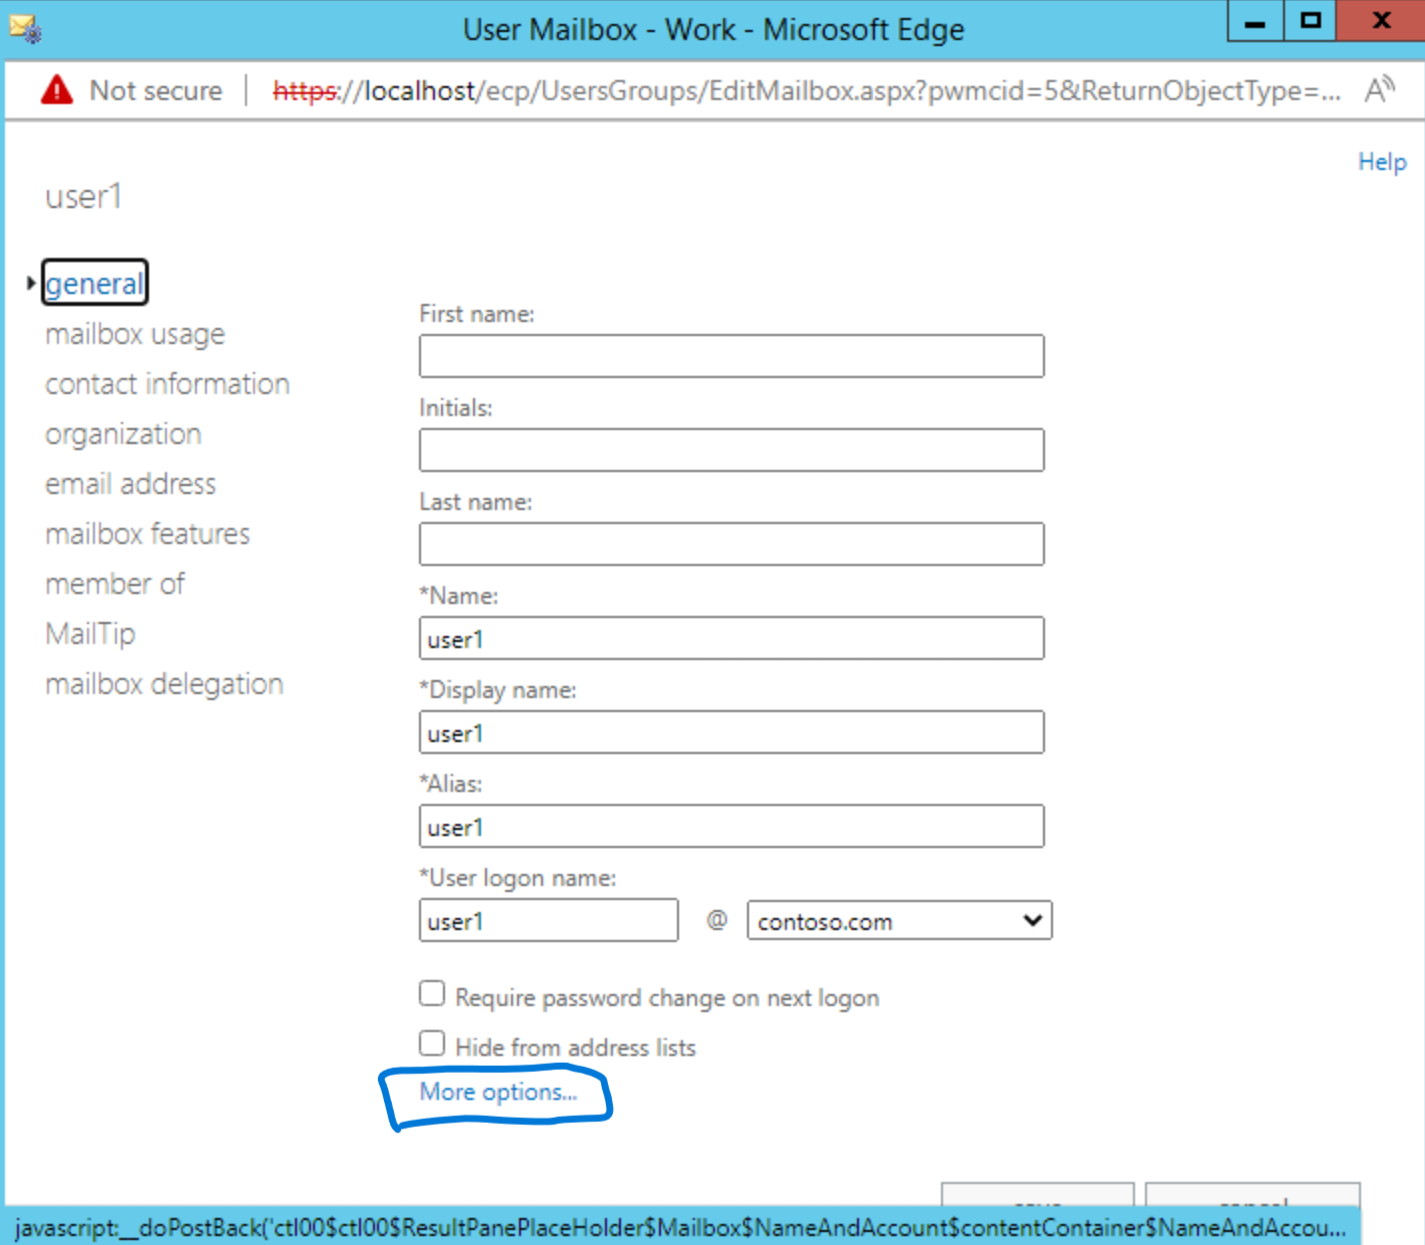 User Mailbox - Work - Microsoft Edge
Not secure | https://localhost/ecp/UsersGroups/EditMailbox.aspx?pwmcid=5&ReturnObjectType=...
Help
user1
general
mailbox usage
contact information
organization
email address
mailbox features
member of
MailTip
mailbox delegation
First name:
Initials:
Last name:
*Name:
user1
*Display name:
user1
*Alias:
user1
*User logon name:
user1 @ contoso.com
Require password change on next logon
Hide from address lists
More options...
javascript:__doPostBack('ctl00$ctl00$ResultPanePlaceHolder$Mailbox$NameAndAccount$contentContainer$NameAndAccou...